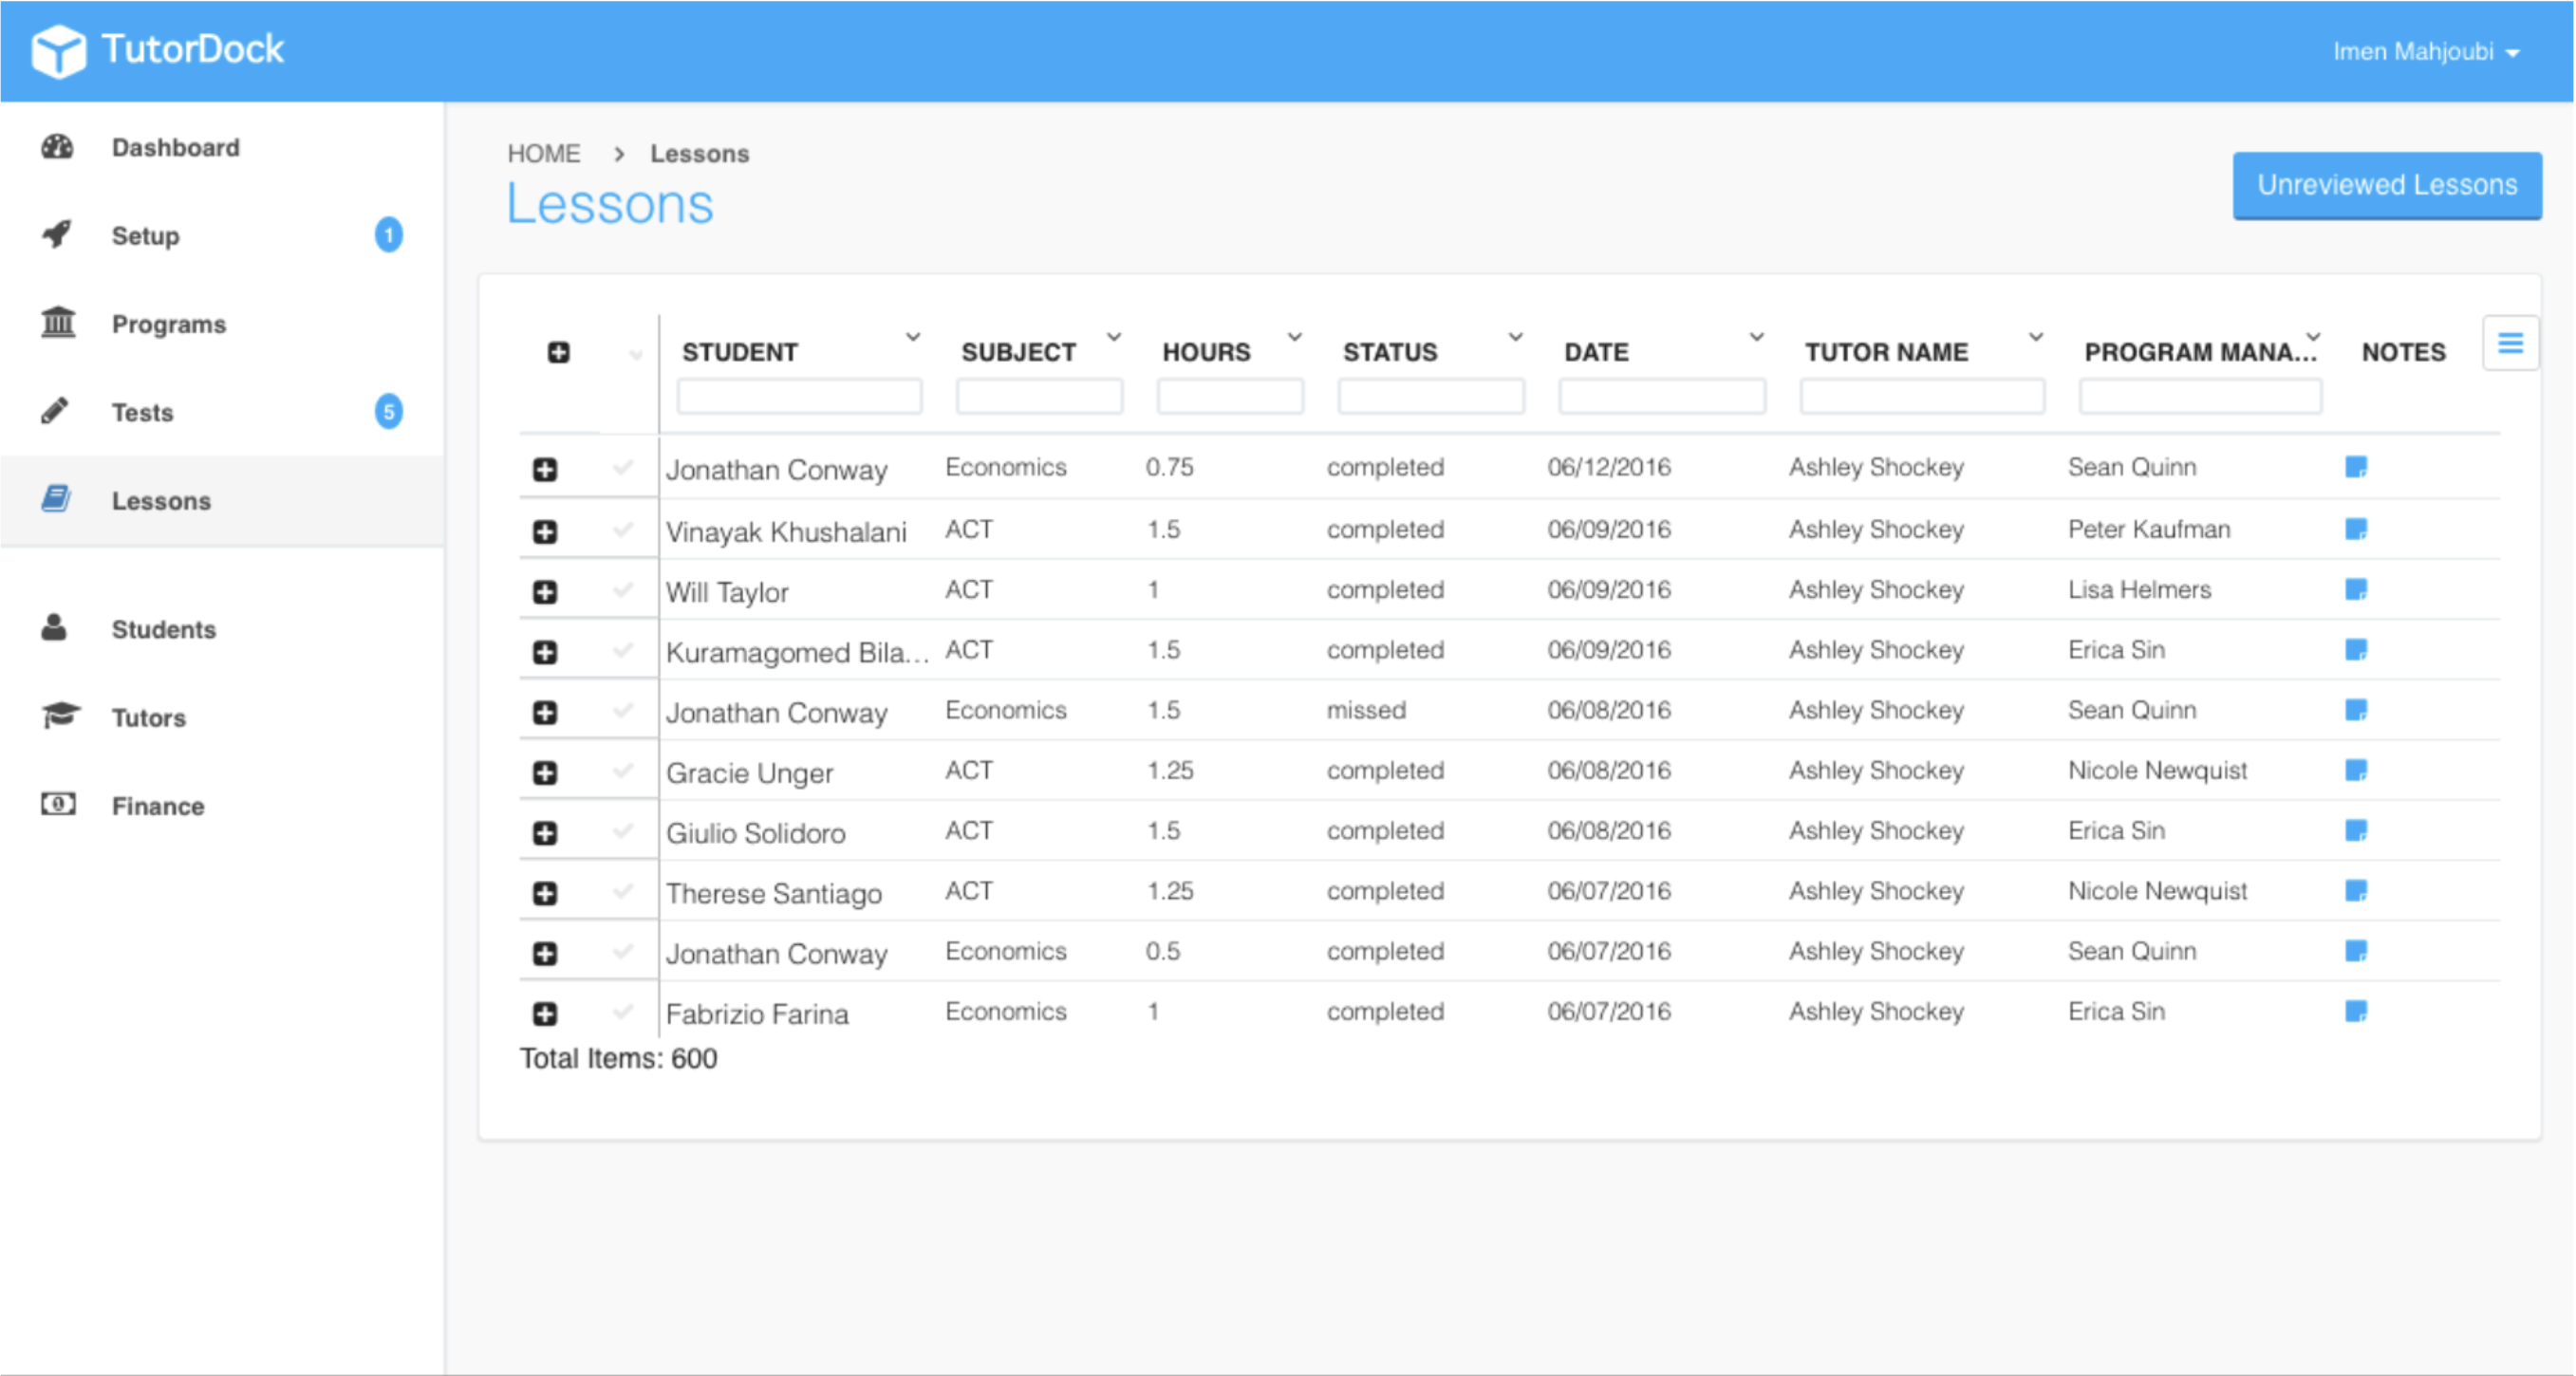 TutorDock
Imen Mahjoubi
Dashboard
Setup 1
Programs
Tests 5
Lessons
Students
Tutors
Finance
HOME > Lessons
Lessons
Unreviewed Lessons
STUDENT SUBJECT HOURS STATUS DATE TUTOR NAME PROGRAM MANA... NOTES
Jonathan Conway Economics 0.75 completed 06/12/2016 Ashley Shockey Sean Quinn
Vinayak Khushalani ACT 1.5 completed 06/09/2016 Ashley Shockey Peter Kaufman
Will Taylor ACT 1 completed 06/09/2016 Ashley Shockey Lisa Helmers
Kuramagomed Bila... ACT 1.5 completed 06/09/2016 Ashley Shockey Erica Sin
Jonathan Conway Economics 1.5 missed 06/08/2016 Ashley Shockey Sean Quinn
Gracie Unger ACT 1.25 completed 06/08/2016 Ashley Shockey Nicole Newquist
Giulio Solidoro ACT 1.5 completed 06/08/2016 Ashley Shockey Erica Sin
Therese Santiago ACT 1.25 completed 06/07/2016 Ashley Shockey Nicole Newquist
Jonathan Conway Economics 0.5 completed 06/07/2016 Ashley Shockey Sean Quinn
Fabrizio Farina Economics 1 completed 06/07/2016 Ashley Shockey Erica Sin
Total Items: 600